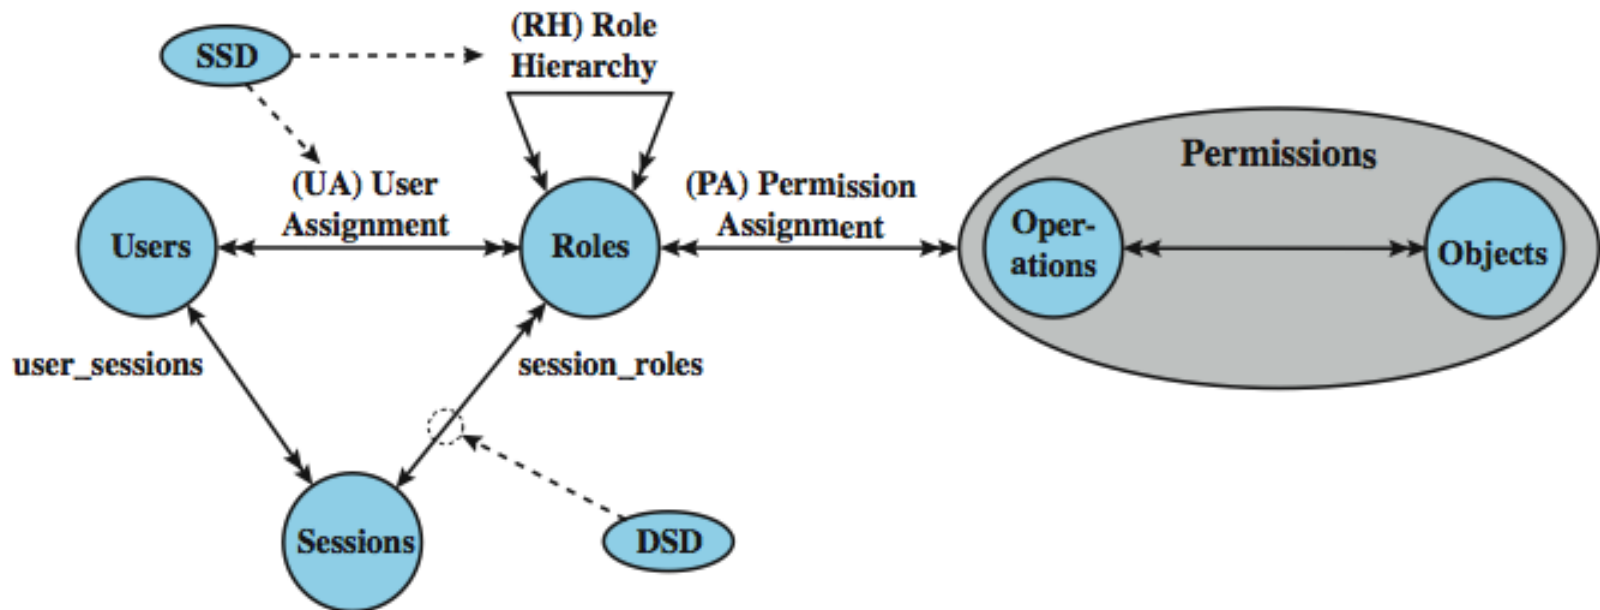 SSD
(RH) Role
Hierarchy
Permissions
(UA) User
Assignment
(PA) Permission
Assignment
Users
Roles
Oper-
ations
Objects
user_sessions
session_roles
Sessions
DSD